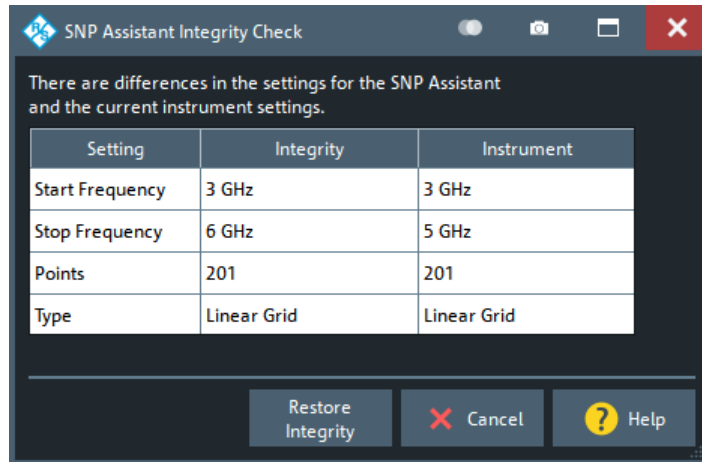 SNP Assistant Integrity Check
There are differences in the settings for the SNP Assistant
and the current instrument settings.
Setting Integrity Instrument
Start Frequency 3 GHz 3 GHz
Stop Frequency 6 GHz 5 GHz
Points 201 201
Type Linear Grid Linear Grid
Restore
Integrity
Cancel
? Help